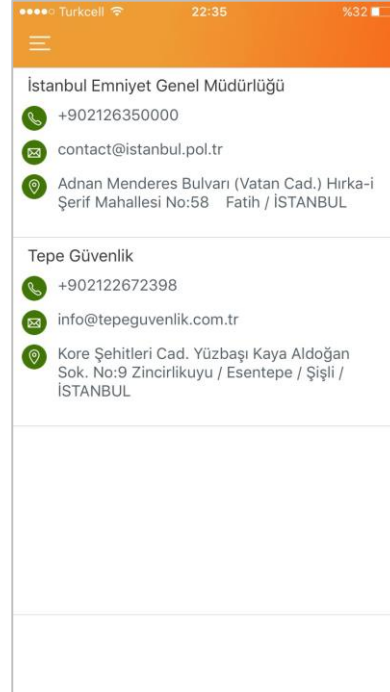 Turkcell 22:35 %32
İstanbul Emniyet Genel Müdürlüğü
+902126350000
contact@istanbul.pol.tr
Adnan Menderes Bulvarı (Vatan Cad.) Hırka-i
Şerif Mahallesi No:58 Fatih / İSTANBUL
Tepe Güvenlik
+902122672398
info@tepeguvenlik.com.tr
Kore Şehitleri Cad. Yüzbaşı Kaya Aldoğan
Sok. No:9 Zincirlikuyu / Esentepe / Şişli /
İSTANBUL